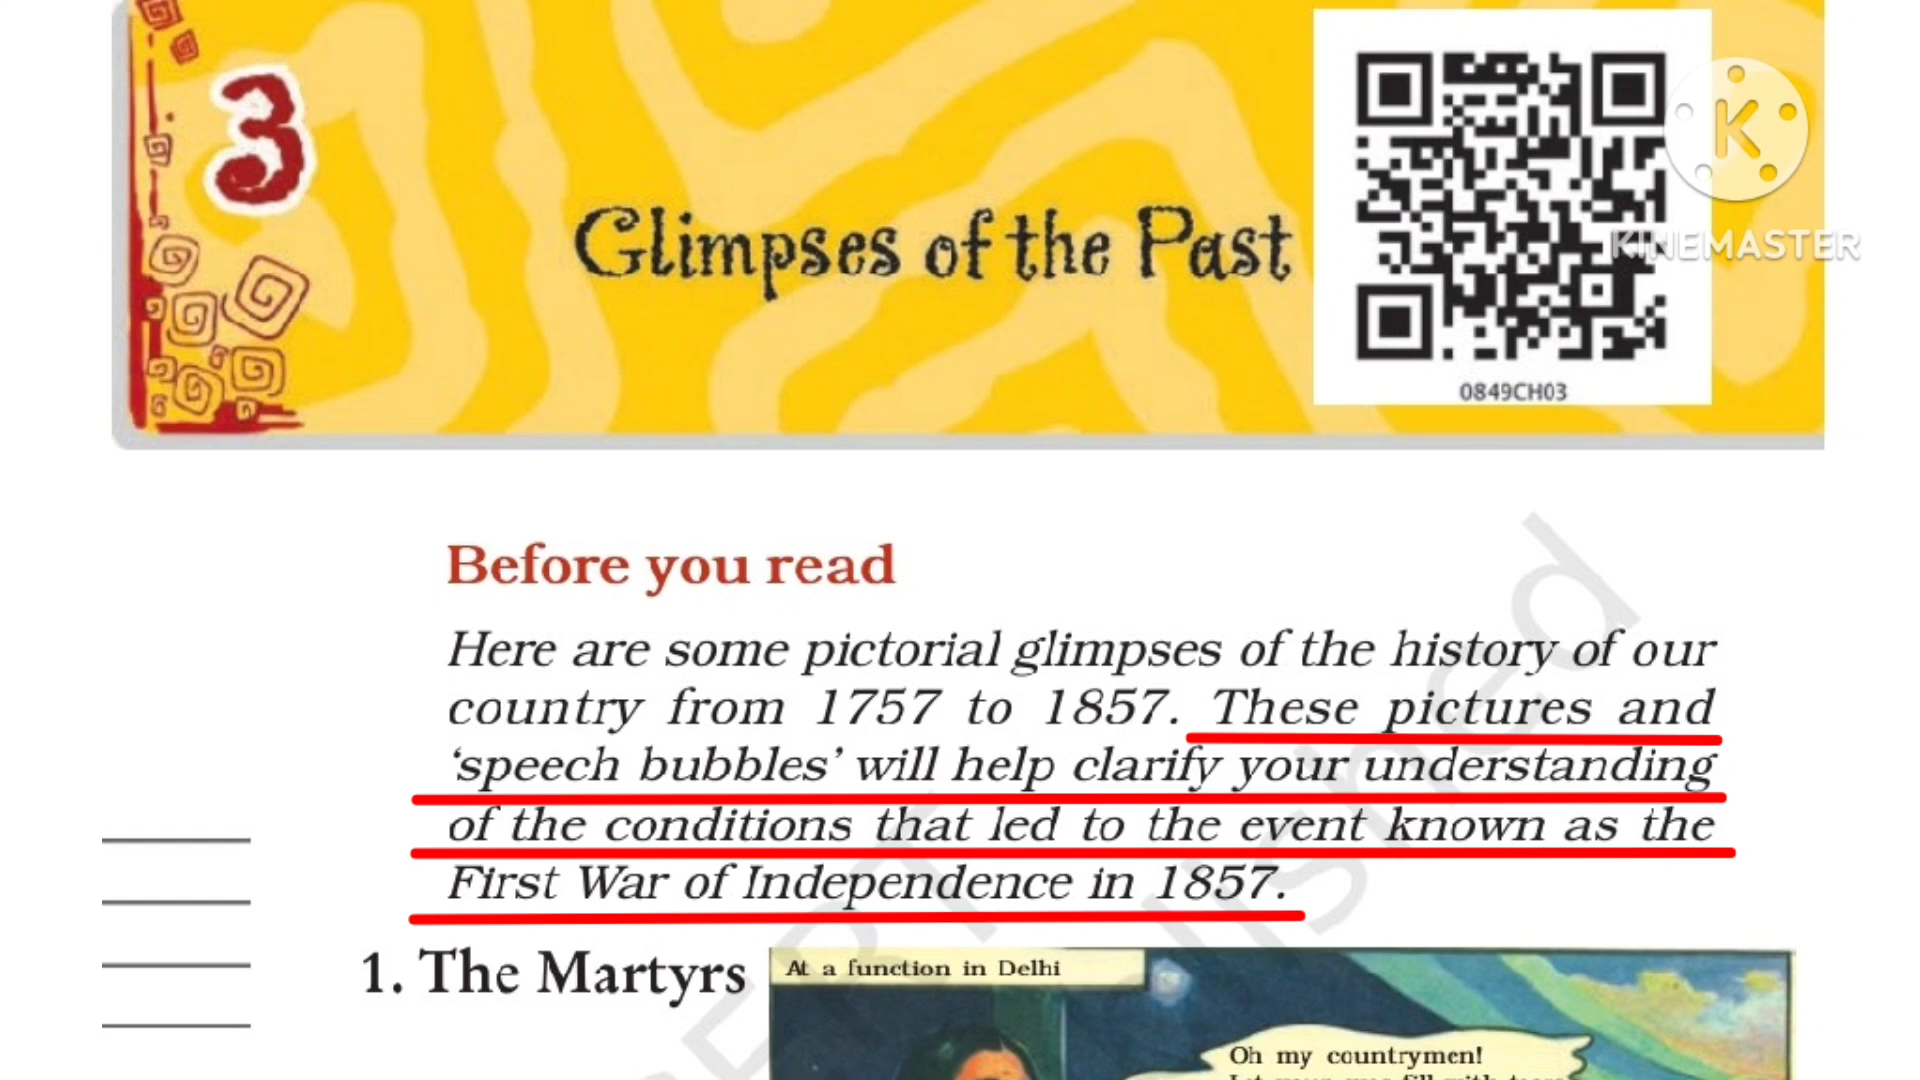 3
Glimpses of the Past
K
KINEMASTER
0849CH03
Before you read
Here are some pictorial glimpses of the history of our
country from 1757 to 1857. These pictures and
‘speech bubbles’ will help clarify your understanding
of the conditions that led to the event known as the
First War of Independence in 1857.
1. The Martyrs
At a function in Delhi
Oh my countrymen!